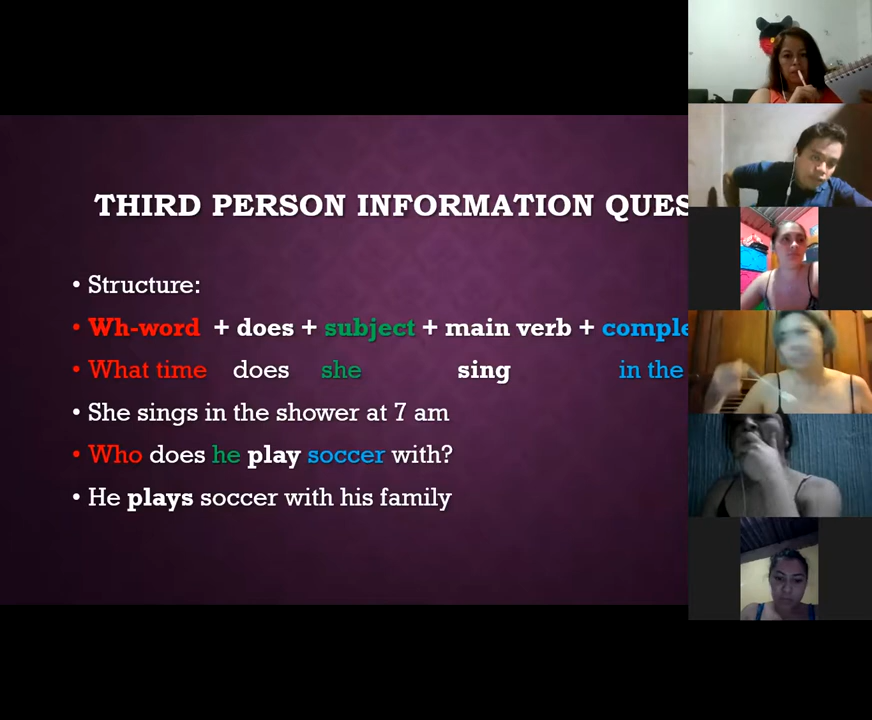 THIRD PERSON INFORMATION QUES
• Structure:
• Wh-word + does + subject + main verb + comple
• What time does she sing in the
• She sings in the shower at 7 am
• Who does he play soccer with?
• He plays soccer with his family